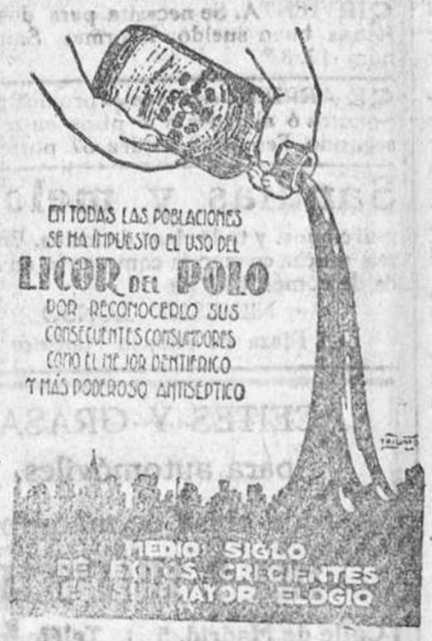 EN TODAS LAS POBLACIONES
SE HA IMPUESTO EL USO DEL
LICOR DEL POLO
POR RECONOCERLO SUS
CONSECUENTES CONSUMIDORES
COMO EL MEJOR DENTIFRICO
Y MÁS PODEROSO ANTISEPTICO
MEDIO SIGLO
DE EXITOS CRECIENTES
ES SU MAYOR ELOGIO